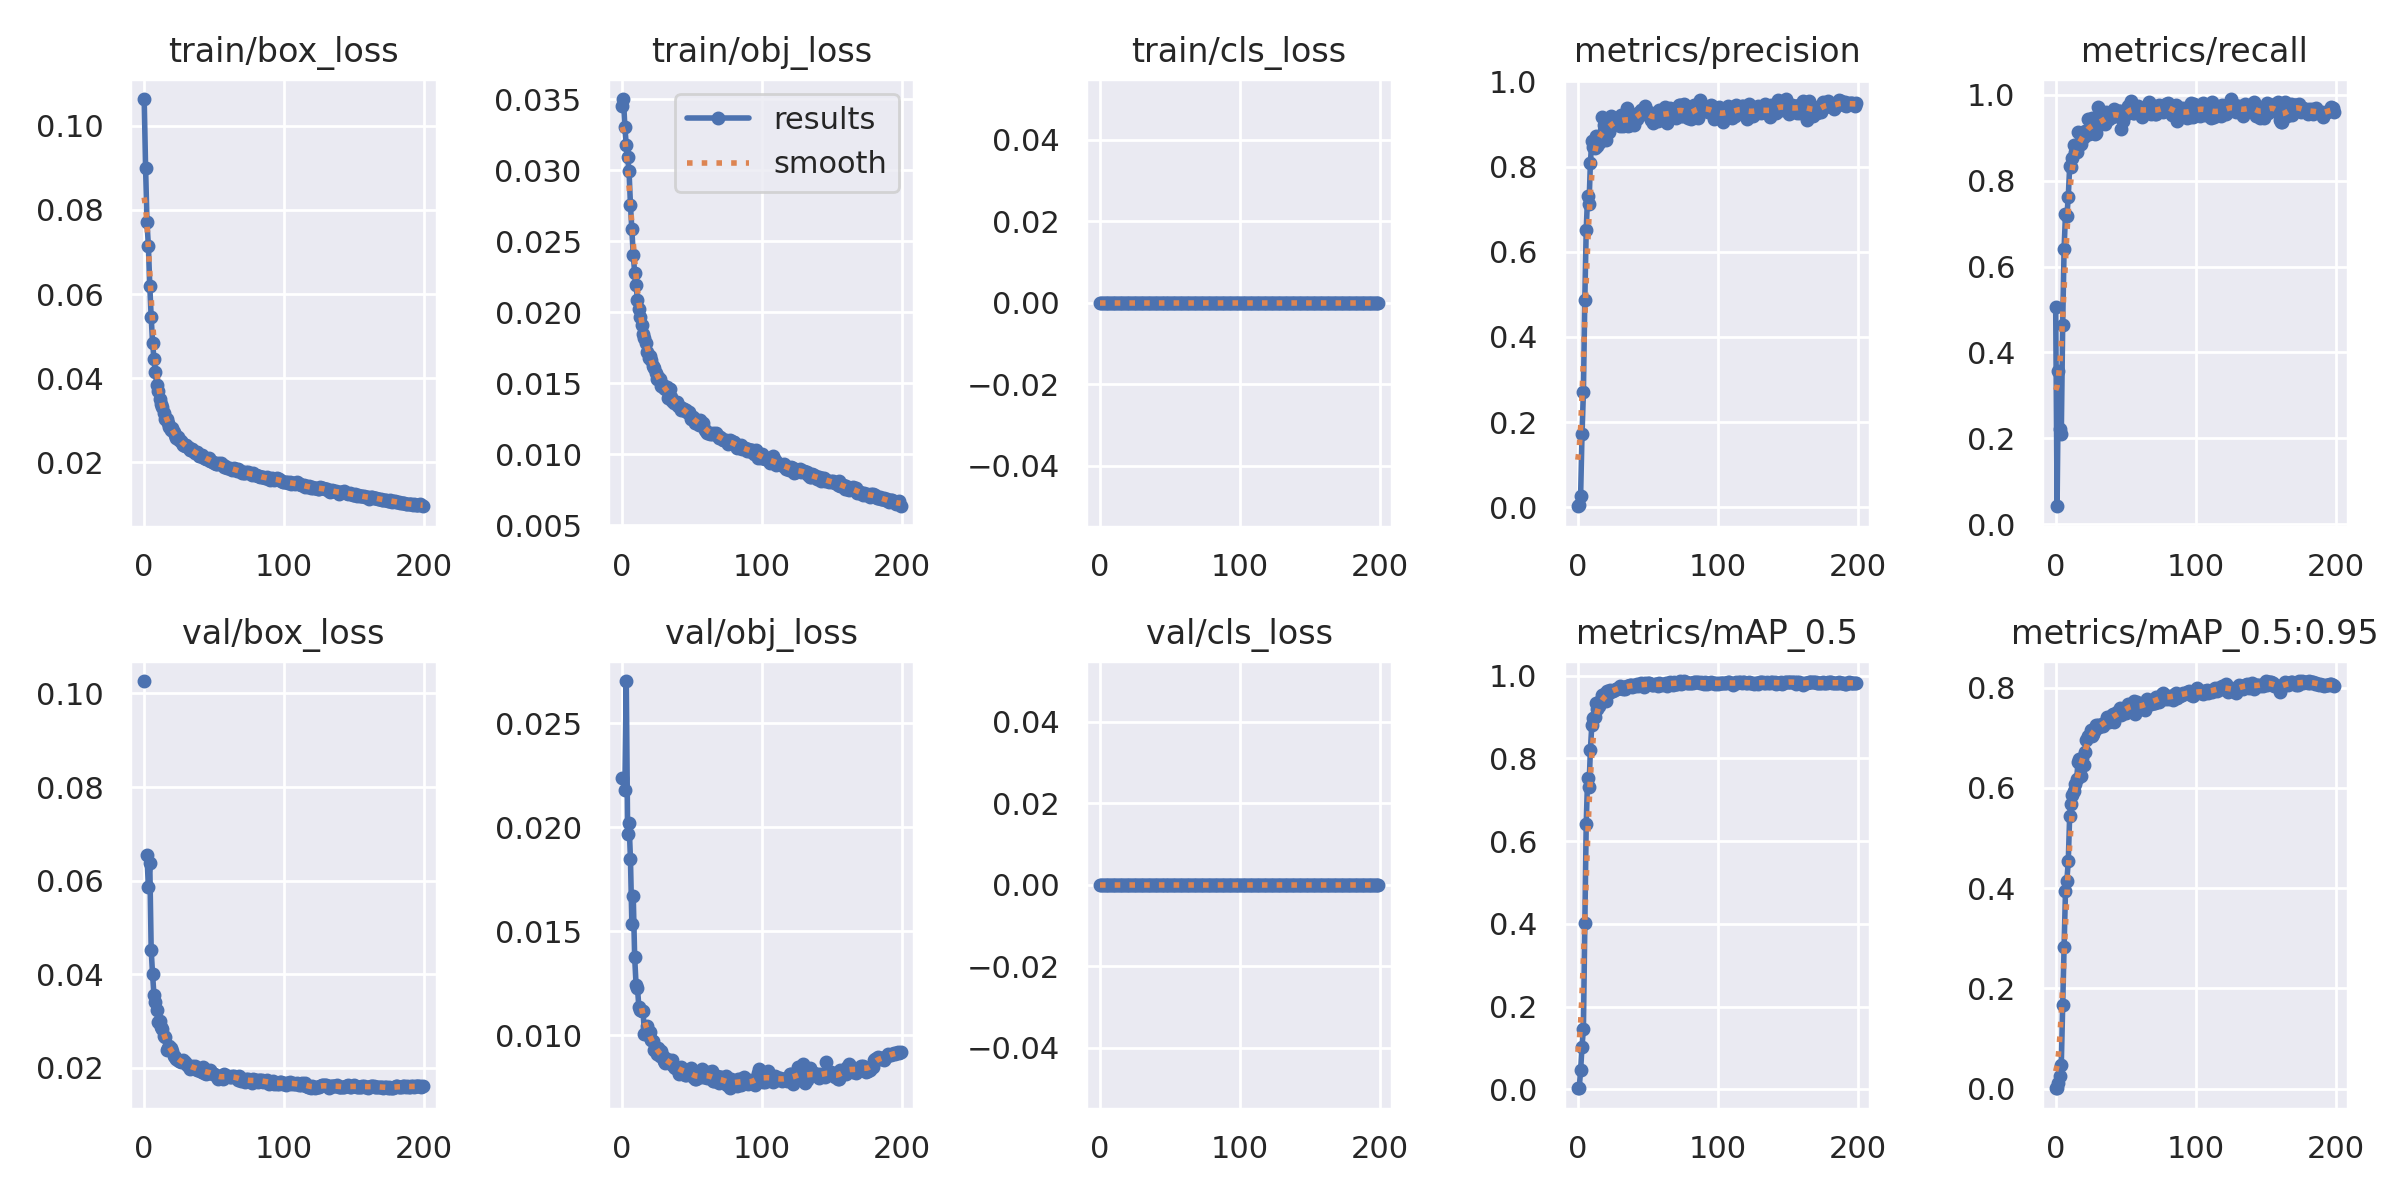 train/box_loss
0.10
0.08
0.06
0.04
0.02
0 100 200
train/obj_loss
results
smooth
0.035
0.030
0.025
0.020
0.015
0.010
0.005
0 100 200
train/cls_loss
0.04
0.02
0.00
−0.02
−0.04
0 100 200
metrics/precision
1.0
0.8
0.6
0.4
0.2
0.0
0 100 200
metrics/recall
1.0
0.8
0.6
0.4
0.2
0.0
0 100 200
val/box_loss
0.10
0.08
0.06
0.04
0.02
0 100 200
val/obj_loss
0.025
0.020
0.015
0.010
0 100 200
val/cls_loss
0.04
0.02
0.00
−0.02
−0.04
0 100 200
metrics/mAP_0.5
1.0
0.8
0.6
0.4
0.2
0.0
0 100 200
metrics/mAP_0.5:0.95
0.8
0.6
0.4
0.2
0.0
0 100 200